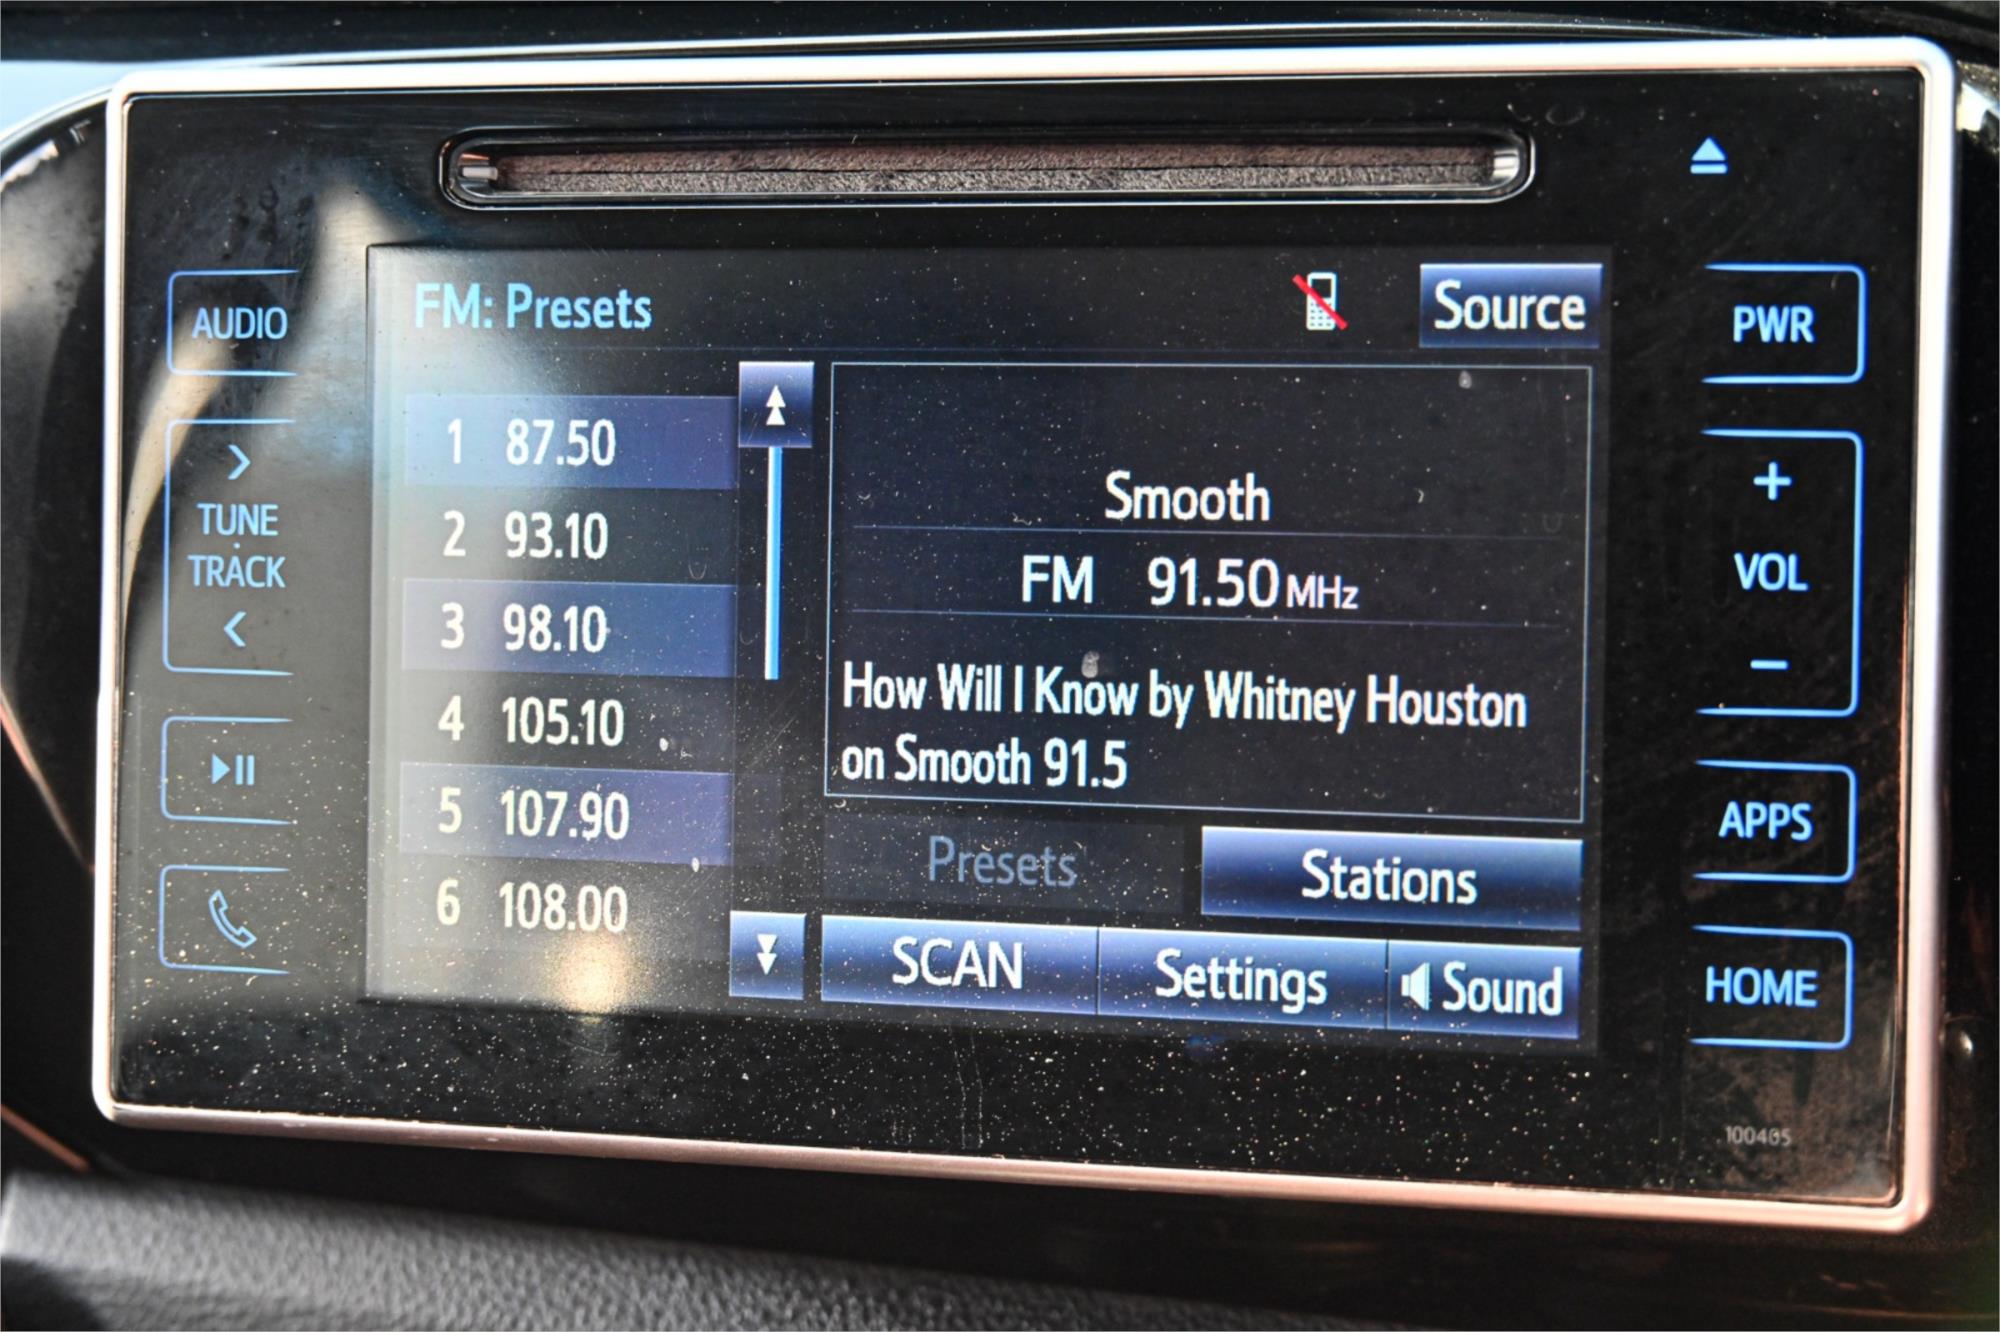 AUDIO
TUNE
TRACK
FM: Presets
Source
1 87.50
2 93.10
3 98.10
4 105.10
5 107.90
6 108.00
Smooth
FM 91.50 MHz
How Will I Know by Whitney Houston
on Smooth 91.5
Presets
Stations
SCAN
Settings
Sound
PWR
+
VOL
–
APPS
HOME
100405